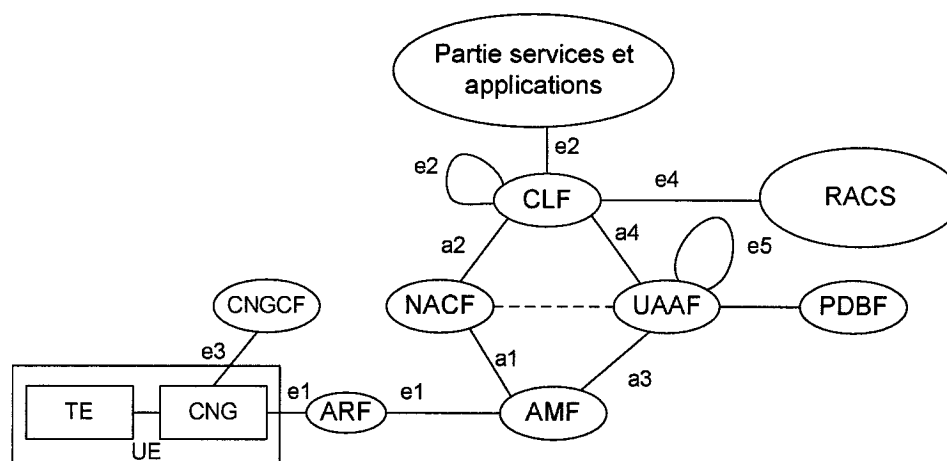 Partie services et
applications
e2
e2
CLF
e4
RACS
a2
a4
e5
CNGCF
NACF
UAAF
PDBF
e3
a1
a3
TE
CNG
e1
ARF
e1
AMF
UE